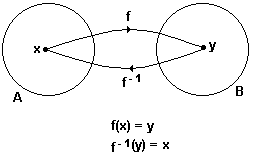 f
x
y
f⁻¹
A
B
f(x) = y
f⁻¹(y) = x